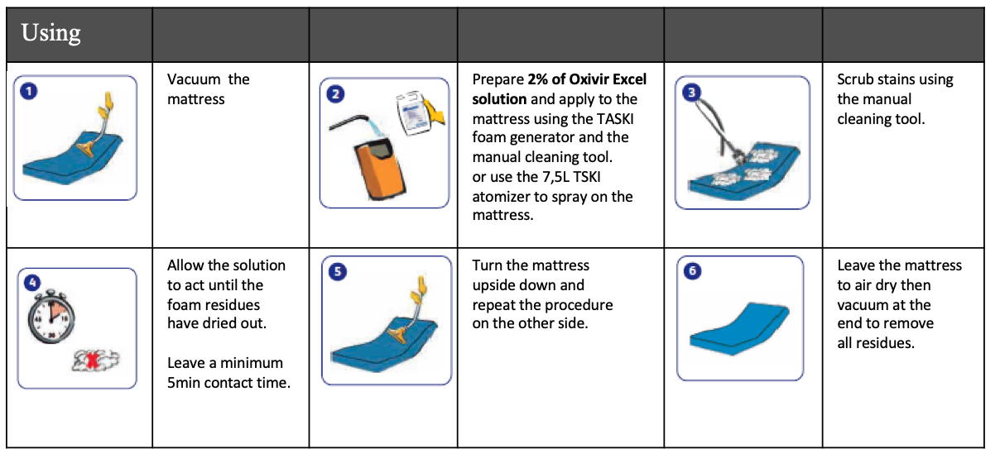 Using
1
Vacuum the
mattress
2
Prepare 2% of Oxivir Excel
solution and apply to the
mattress using the TASKI
foam generator and the
manual cleaning tool.
or use the 7,5L TSKI
atomizer to spray on the
mattress.
3
Scrub stains using
the manual
cleaning tool.
4
Allow the solution
to act until the
foam residues
have dried out.
Leave a minimum
5min contact time.
5
Turn the mattress
upside down and
repeat the procedure
on the other side.
6
Leave the mattress
to air dry then
vacuum at the
end to remove
all residues.